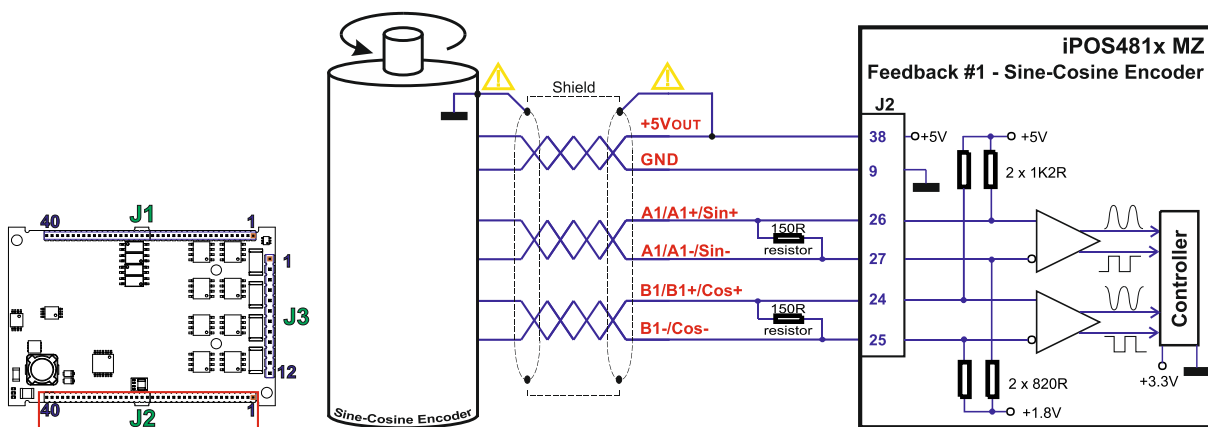 iPOS481x MZ
Feedback #1 - Sine-Cosine Encoder
Shield
J2
+5VOUT
38
+5V
+5V
GND
9
2 x 1K2R
A1/A1+/Sin+
26
150R
resistor
A1/A1-/Sin-
27
B1/B1+/Cos+
24
150R
resistor
B1-/Cos-
25
Controller
+3.3V
2 x 820R
+1.8V
Sine-Cosine Encoder
40
J1
1
1
J3
12
40
J2
1